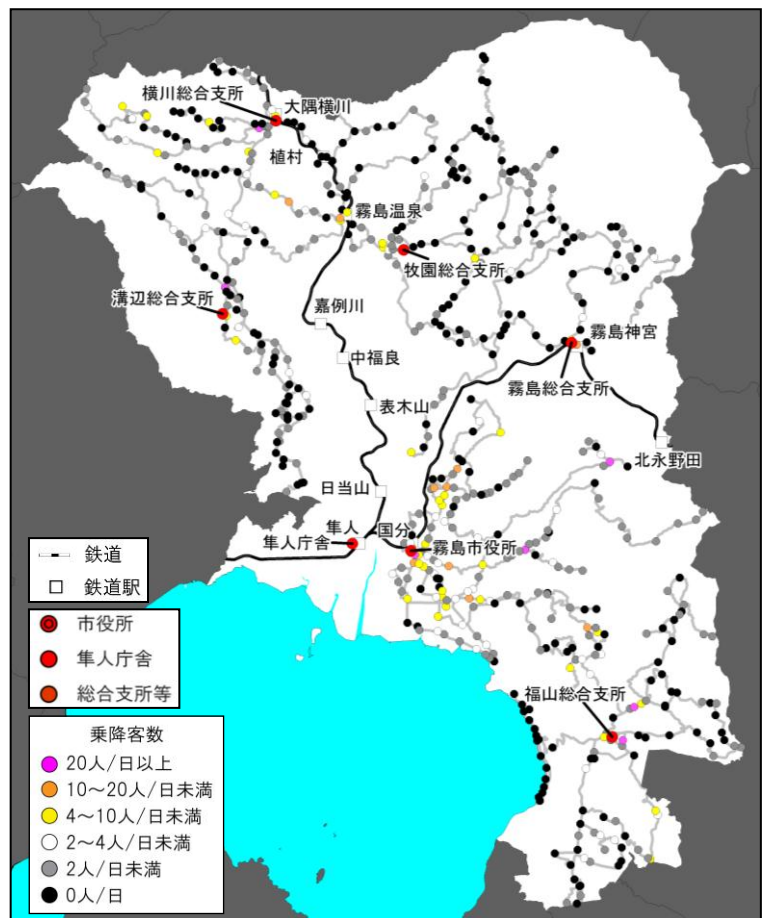 横川総合支所
大隅横川
植村
霧島温泉
牧園総合支所
溝辺総合支所
嘉例川
霧島神宮
中福良
霧島総合支所
表木山
北永野田
日当山
隼人
国分
隼人庁舎
霧島市役所
福山総合支所
鉄道
鉄道駅
市役所
隼人庁舎
総合支所等
乗降客数
20人/日以上
10～20人/日未満
4～10人/日未満
2～4人/日未満
2人/日未満
0人/日